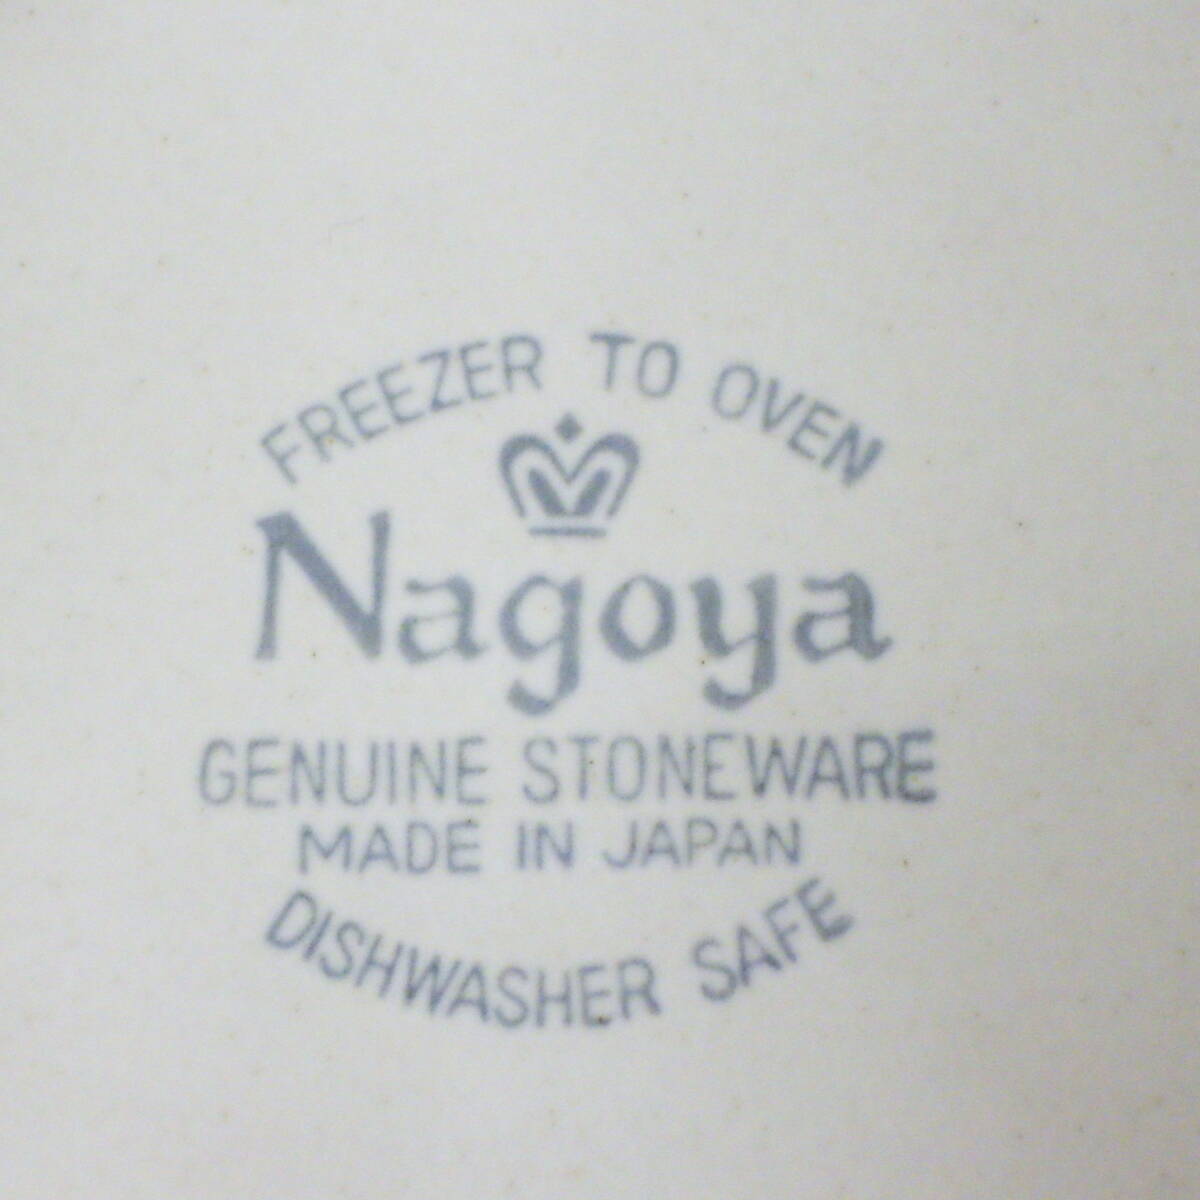 FREEZER TO OVEN
Nagoya
GENUINE STONEWARE
MADE IN JAPAN
DISHWASHER SAFE